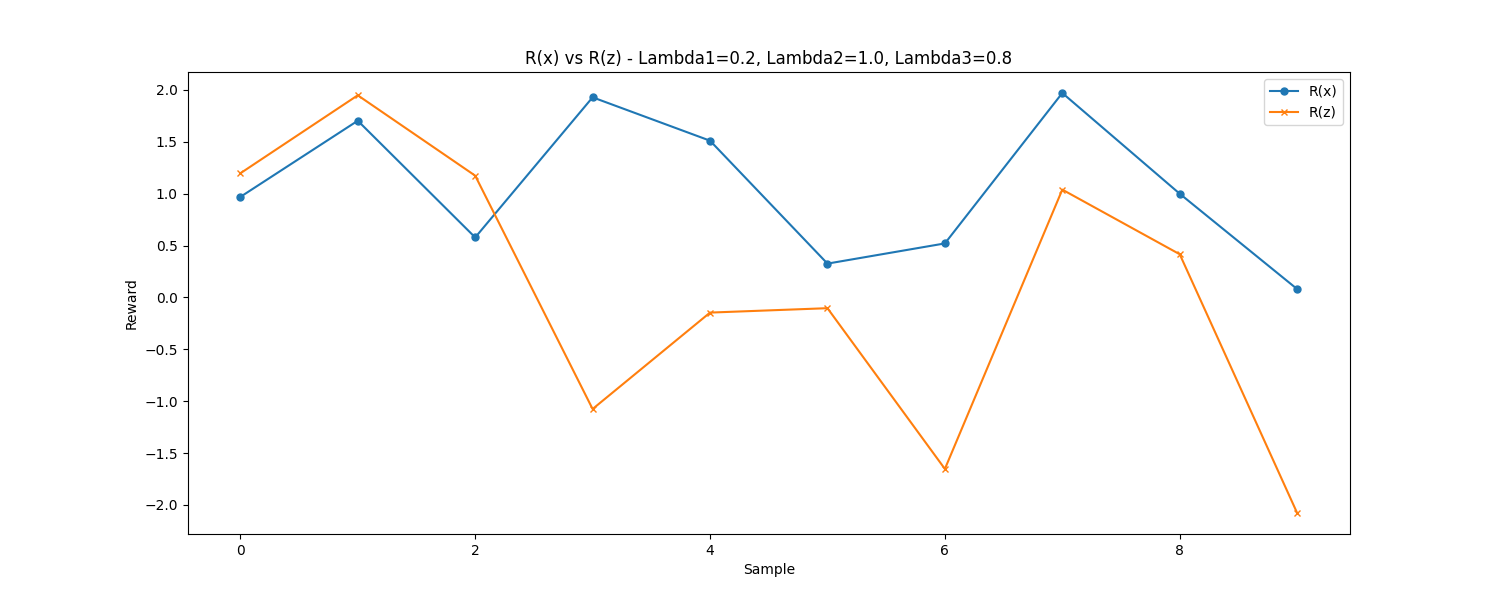 R(x) vs R(z) - Lambda1=0.2, Lambda2=1.0, Lambda3=0.8
R(x)
R(z)
Reward
2.0
1.5
1.0
0.5
0.0
−0.5
−1.0
−1.5
−2.0
0 2 4 6 8
Sample